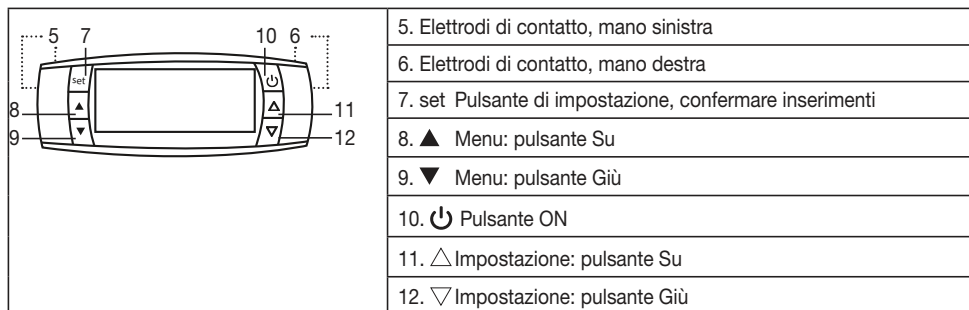 5 7 10 6
set
8 11
9 12
5. Elettrodi di contatto, mano sinistra
6. Elettrodi di contatto, mano destra
7. set Pulsante di impostazione, confermare inserimenti
8. ▲ Menu: pulsante Su
9. ▼ Menu: pulsante Giù
10. ⏻ Pulsante ON
11. △ Impostazione: pulsante Su
12. ▽ Impostazione: pulsante Giù